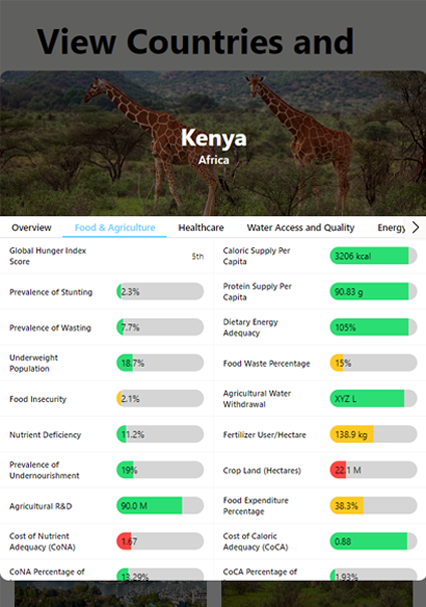 View Countries and
Kenya
Africa
Overview Food & Agriculture Healthcare Water Access and Quality Energy
Global Hunger Index
Score
5th
Caloric Supply Per
Capita
3206 kcal
Prevalence of Stunting
2.3%
Protein Supply Per
Capita
90.83 g
Prevalence of Wasting
7.7%
Dietary Energy
Adequacy
105%
Underweight
Population
18.7%
Food Waste Percentage
15%
Food Insecurity
2.1%
Agricultural Water
Withdrawal
XYZ L
Nutrient Deficiency
11.2%
Fertilizer User/Hectare
138.9 kg
Prevalence of
Undernourishment
19%
Crop Land (Hectares)
22.1 M
Agricultural R&D
90.0 M
Food Expenditure
Percentage
38.3%
Cost of Nutrient
Adequacy (CoNA)
1.67
Cost of Caloric
Adequacy (CoCA)
0.88
CoNA Percentage of
13.29%
CoCA Percentage of
1.93%